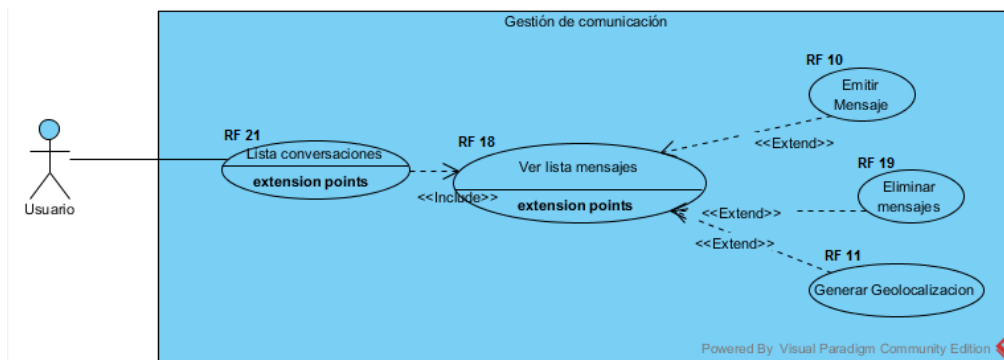 Gestión de comunicación
RF 10
Emitir
Mensaje
<<Extend>>
RF 21
Lista conversaciones
extension points
RF 18
Ver lista mensajes
extension points
<<Include>>
RF 19
Eliminar
mensajes
<<Extend>>
<<Extend>>
RF 11
Generar Geolocalizacion
Usuario
Powered By Visual Paradigm Community Edition